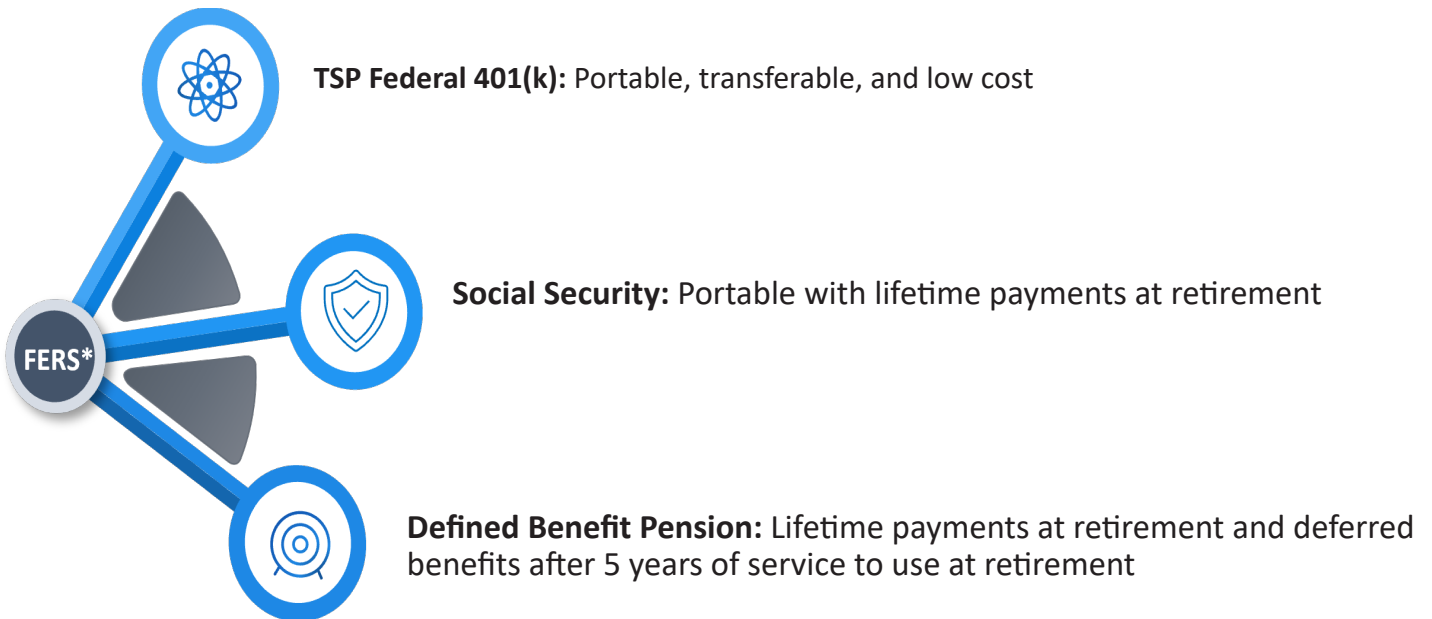 TSP Federal 401(k): Portable, transferable, and low cost
Social Security: Portable with lifetime payments at retirement
FERS*
Defined Benefit Pension: Lifetime payments at retirement and deferred
benefits after 5 years of service to use at retirement